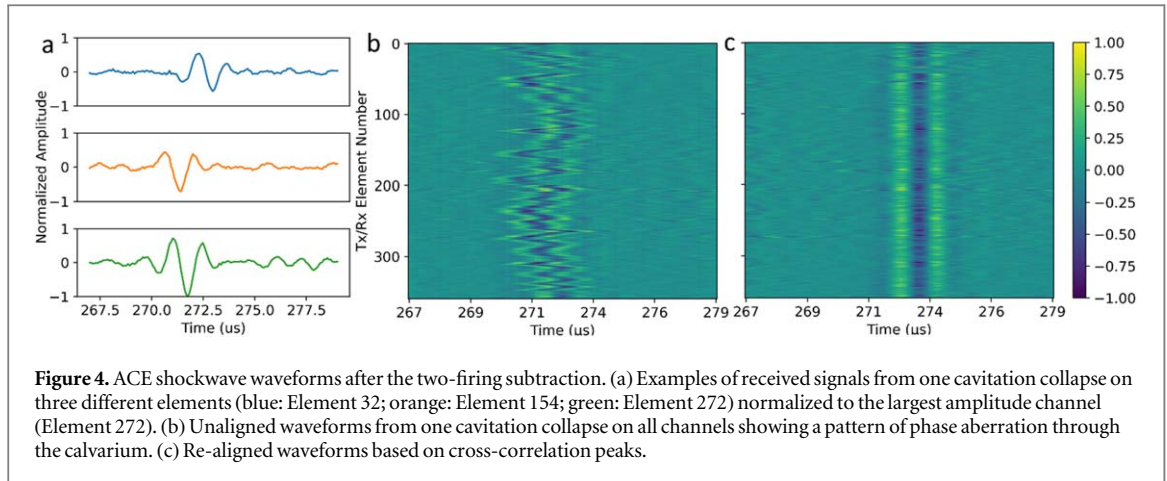 a
b
c
1
0
-1
1
0
-1
1
0
-1
Normalized Amplitude
267.5 270.0 272.5 275.0 277.5
Time (us)
0
100
200
300
Tx/Rx Element Number
267 269 271 274 276 279
Time (us)
267 269 271 274 276 279
Time (us)
1.00
0.75
0.50
0.25
0.00
−0.25
−0.50
−0.75
−1.00
Figure 4. ACE shockwave waveforms after the two-firing subtraction. (a) Examples of received signals from one cavitation collapse on
three different elements (blue: Element 32; orange: Element 154; green: Element 272) normalized to the largest amplitude channel
(Element 272). (b) Unaligned waveforms from one cavitation collapse on all channels showing a pattern of phase aberration through
the calvarium. (c) Re-aligned waveforms based on cross-correlation peaks.